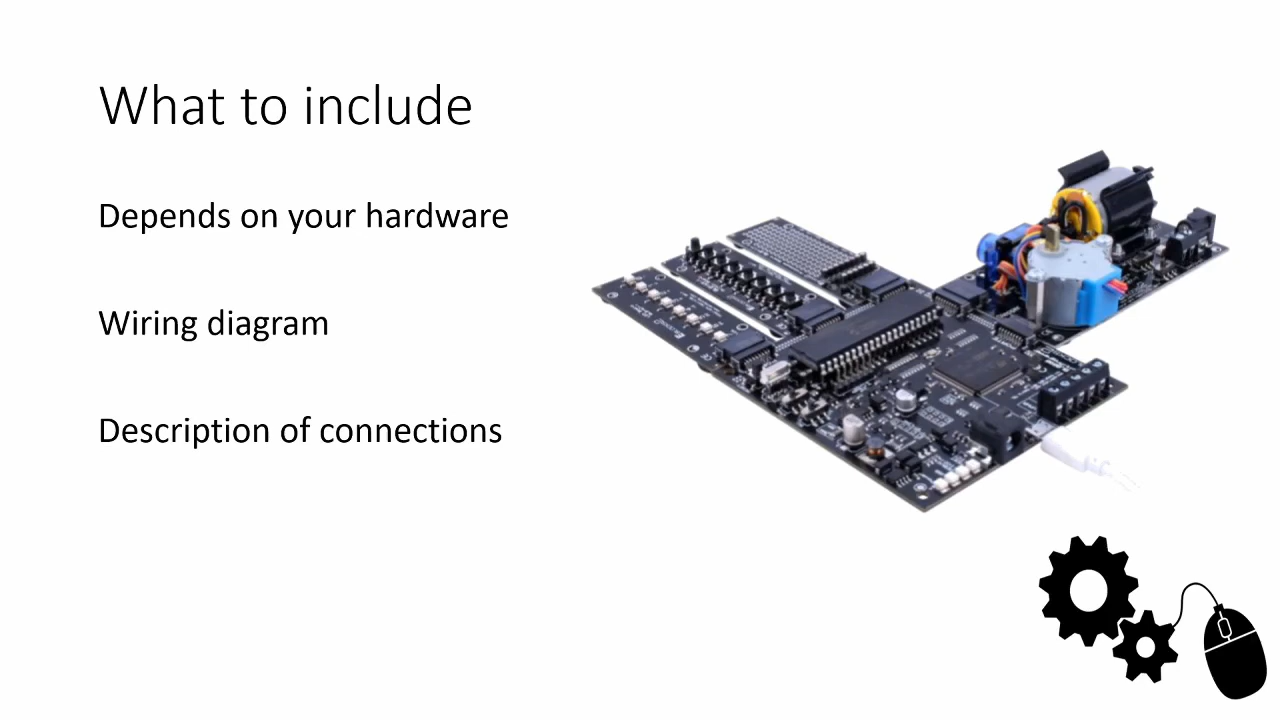 What to include
Depends on your hardware
Wiring diagram
Description of connections